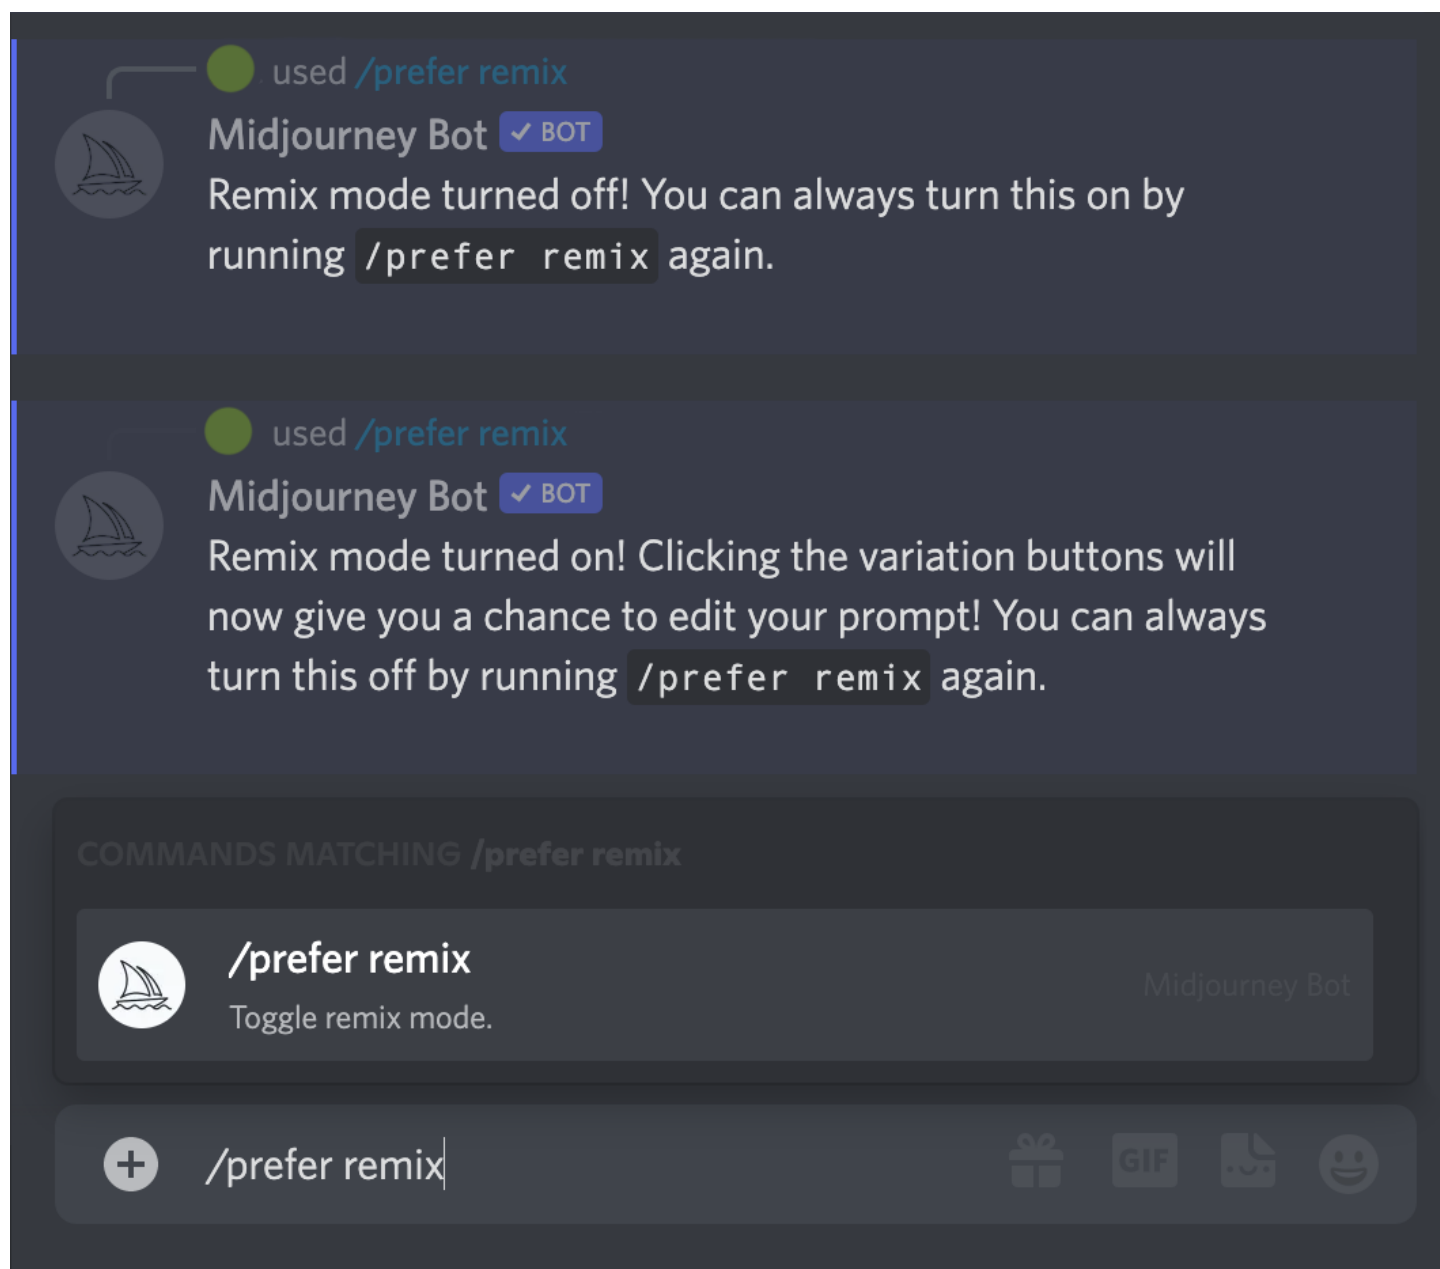 used /prefer remix
Midjourney Bot ✓ BOT
Remix mode turned off! You can always turn this on by
running /prefer remix again.
used /prefer remix
Midjourney Bot ✓ BOT
Remix mode turned on! Clicking the variation buttons will
now give you a chance to edit your prompt! You can always
turn this off by running /prefer remix again.
COMMANDS MATCHING /prefer remix
/prefer remix
Midjourney Bot
Toggle remix mode.
/prefer remix
GIF